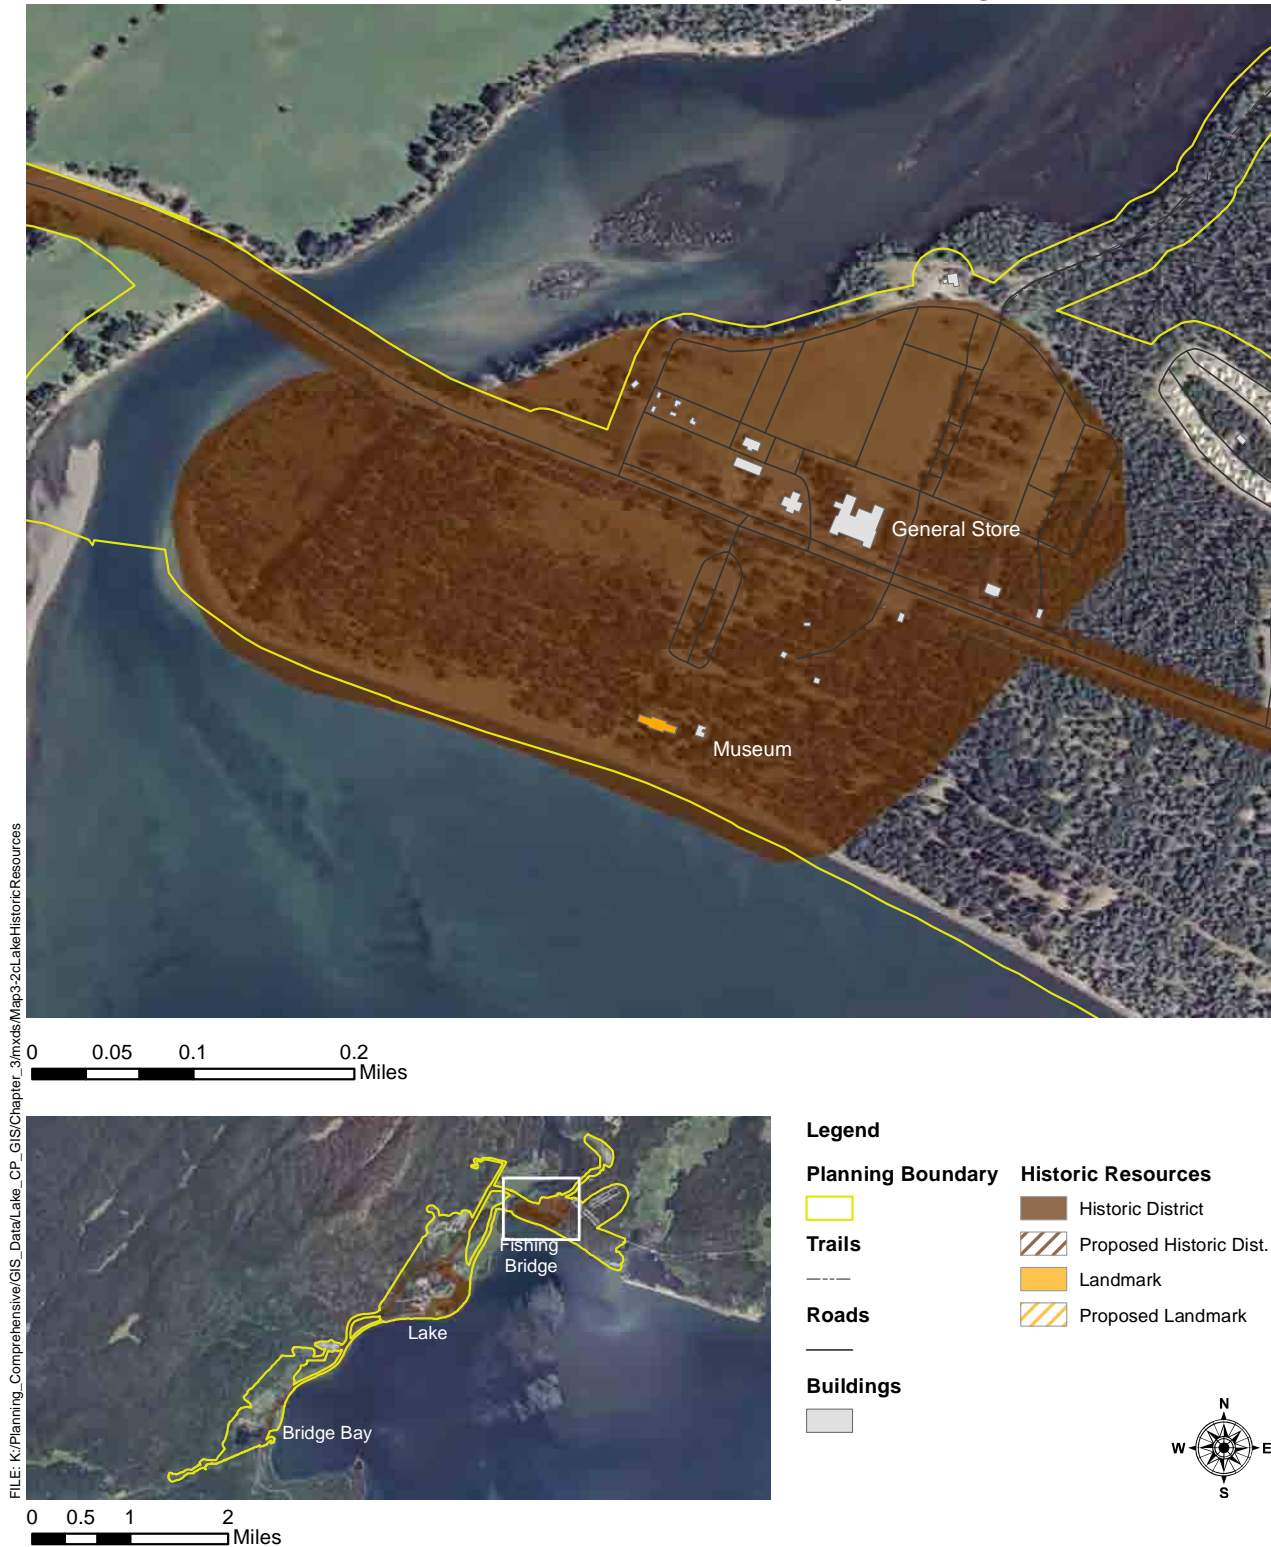 General Store
Museum
FILE: K:/Planning_Comprehensive/GIS_Data/Lake_CP_GIS/Chapter_3/mxds/Map3-2cLakeHistoricResources
0 0.05 0.1 0.2
Miles
Fishing
Bridge
Lake
Bridge Bay
0 0.5 1 2
Miles
Legend
Planning Boundary
Trails
Roads
Buildings
Historic Resources
Historic District
Proposed Historic Dist.
Landmark
Proposed Landmark
N
W E
S